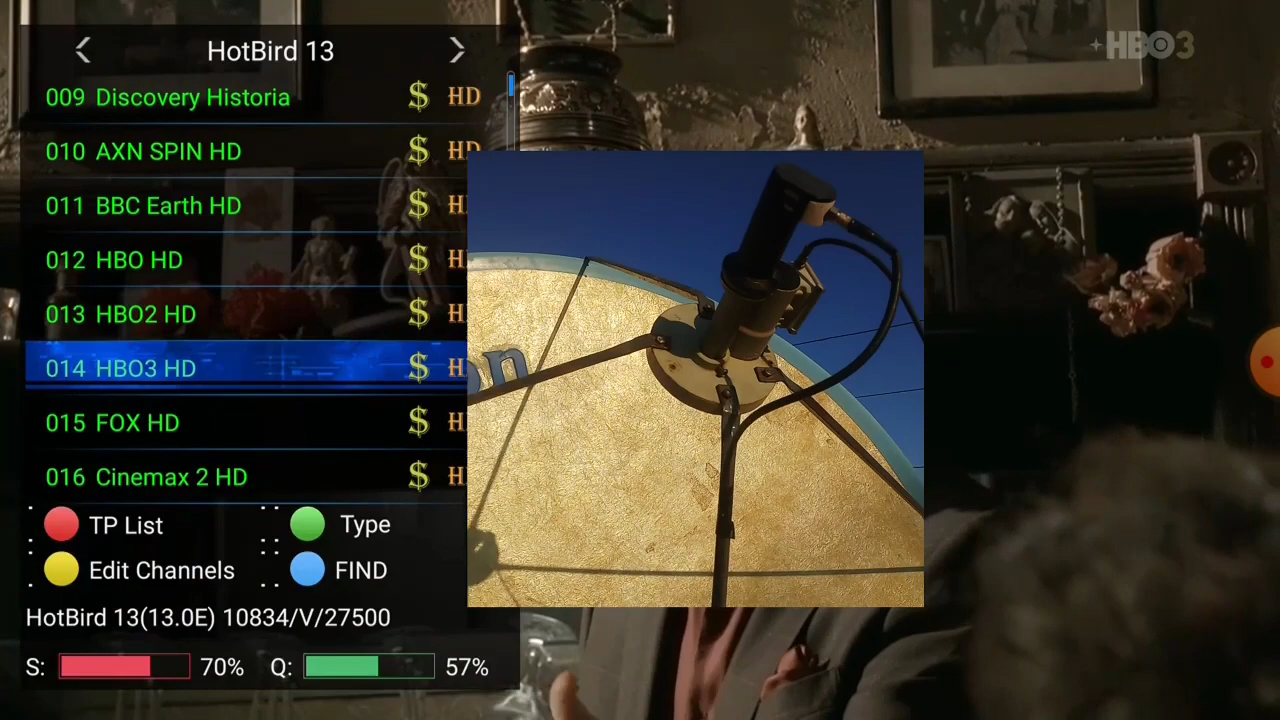 HotBird 13
009 Discovery Historia $ HD
010 AXN SPIN HD $ HD
011 BBC Earth HD $ H
012 HBO HD $ H
013 HBO2 HD $ H
014 HBO3 HD $ H
015 FOX HD $ H
016 Cinemax 2 HD $ H
TP List
Type
Edit Channels
FIND
HotBird 13(13.0E) 10834/V/27500
S: 70% Q: 57%
HBO3
on